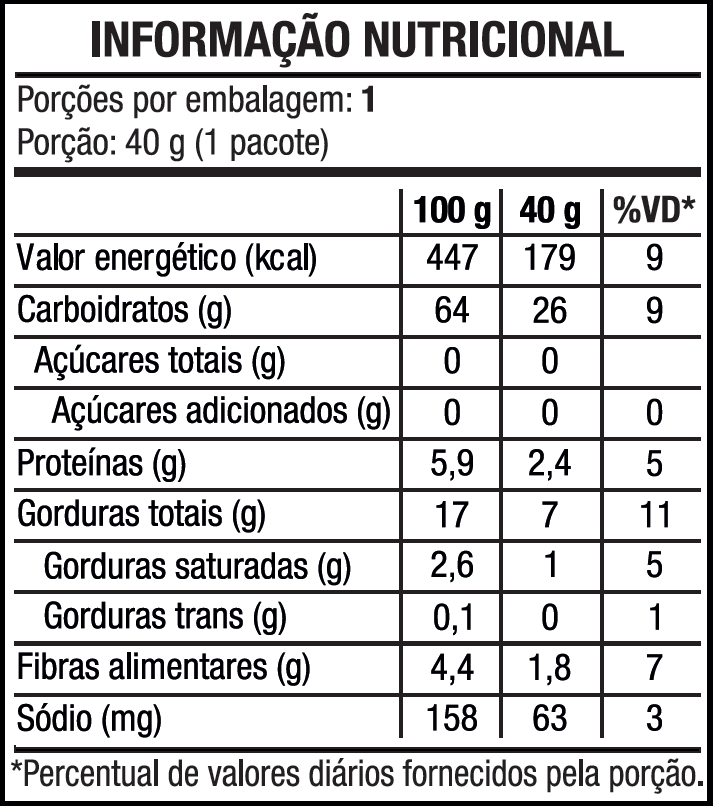 INFORMAÇÃO NUTRICIONAL
Porções por embalagem: 1
Porção: 40 g (1 pacote)
100 g 40 g %VD*
Valor energético (kcal) 447 179 9
Carboidratos (g) 64 26 9
Açúcares totais (g) 0 0
Açúcares adicionados (g) 0 0 0
Proteínas (g) 5,9 2,4 5
Gorduras totais (g) 17 7 11
Gorduras saturadas (g) 2,6 1 5
Gorduras trans (g) 0,1 0 1
Fibras alimentares (g) 4,4 1,8 7
Sódio (mg) 158 63 3
*Percentual de valores diários fornecidos pela porção.